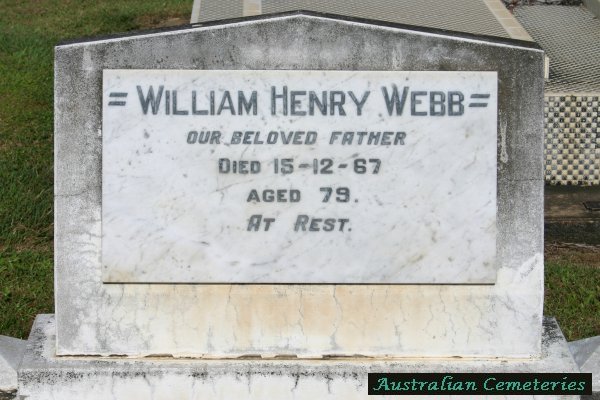 = WILLIAM HENRY WEBB =
OUR BELOVED FATHER
DIED 15-12-67
AGED 79.
AT REST.
Australian Cemeteries